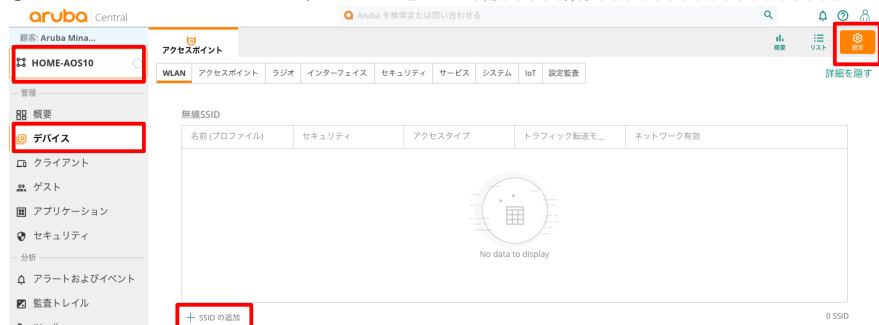 aruba Central
Aruba を検索または問い合わせる
顧客: Aruba Mina...
アクセスポイント
概要
リスト
設定
HOME-AOS10
WLAN アクセスポイント ラジオ インターフェイス セキュリティ サービス システム IoT 設定監査
詳細を隠す
管理
概要
デバイス
クライアント
ゲスト
アプリケーション
セキュリティ
分析
アラートおよびイベント
監査トレイル
無線SSID
名前 (プロファイル) セキュリティ アクセスタイプ トラフィック転送モ... ネットワーク有効
No data to display
+ SSID の追加
0 SSID